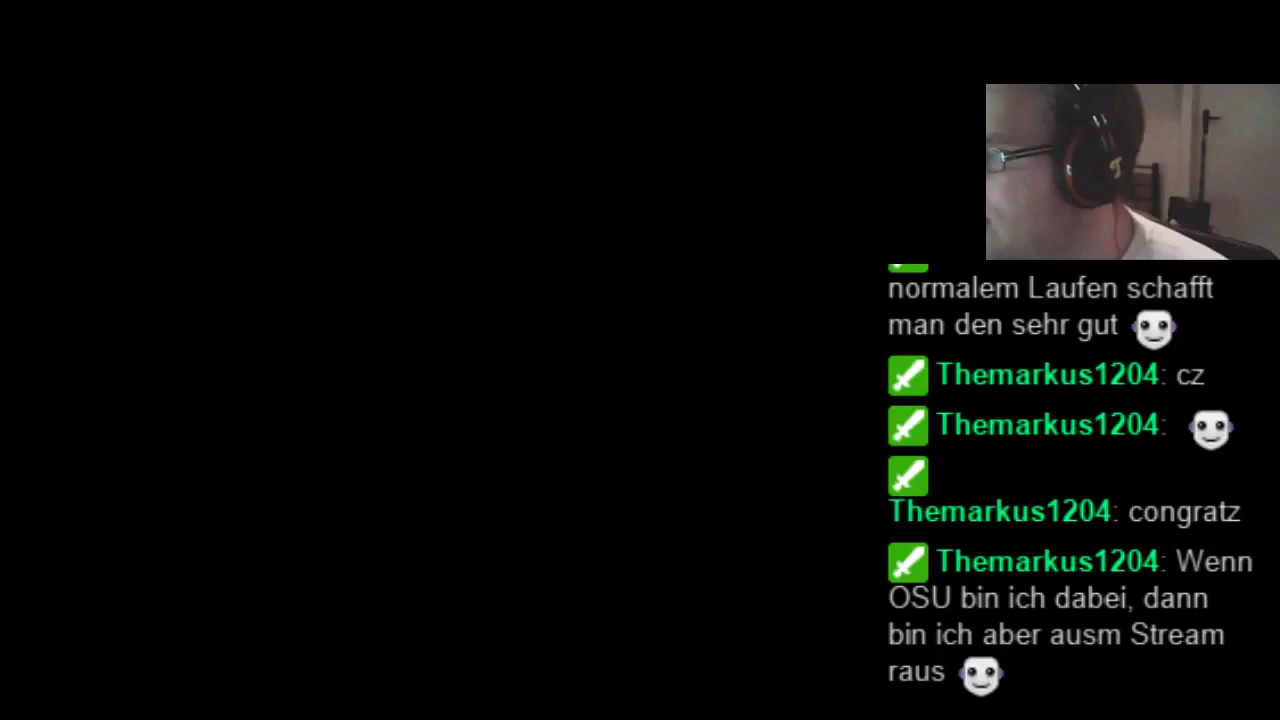 normalem Laufen schafft
man den sehr gut
Themarkus1204: cz
Themarkus1204:
Themarkus1204: congratz
Themarkus1204: Wenn
OSU bin ich dabei, dann
bin ich aber ausm Stream
raus